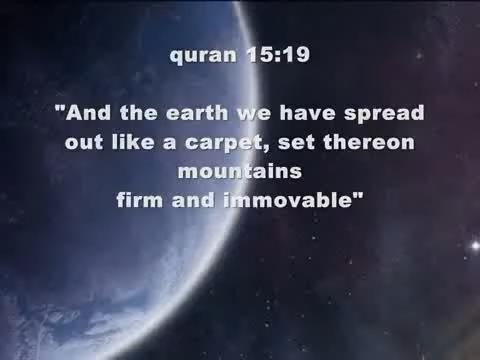 quran 15:19
"And the earth we have spread
out like a carpet, set thereon
mountains
firm and immovable"